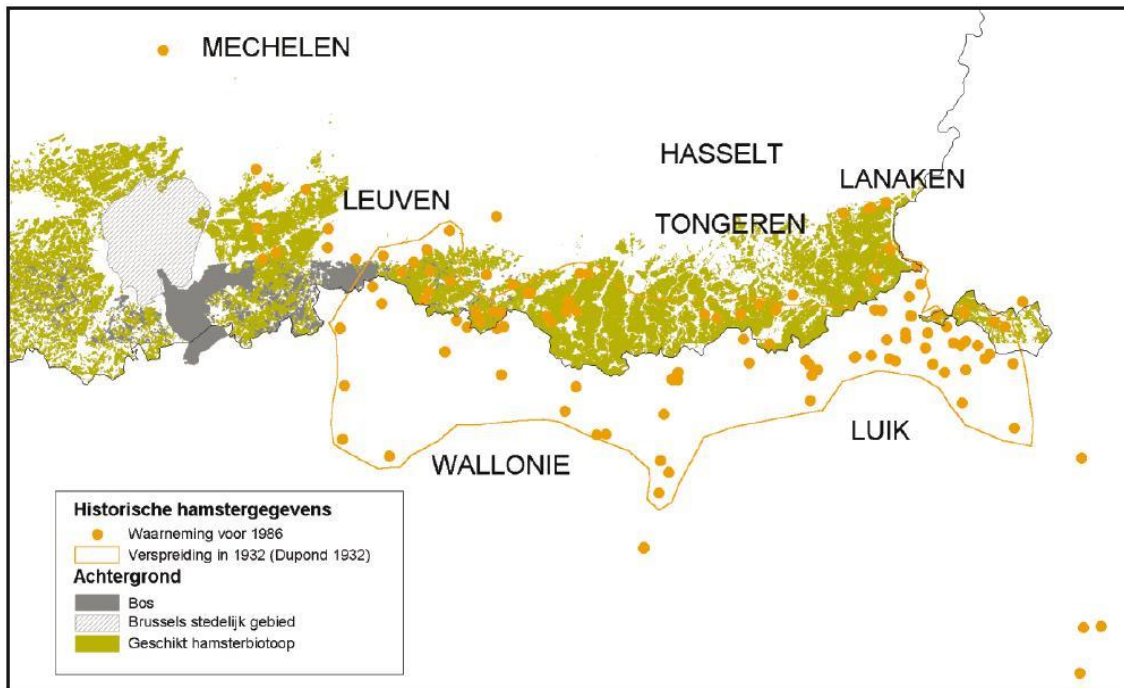 MECHELEN
HASSELT
LANAKEN
LEUVEN
TONGEREN
LUIK
WALLONIE
Historische hamstergegevens
Waarneming voor 1986
Verspreiding in 1932 (Dupond 1932)
Achtergrond
Bos
Brussels stedelijk gebied
Geschikt hamsterbiotoop